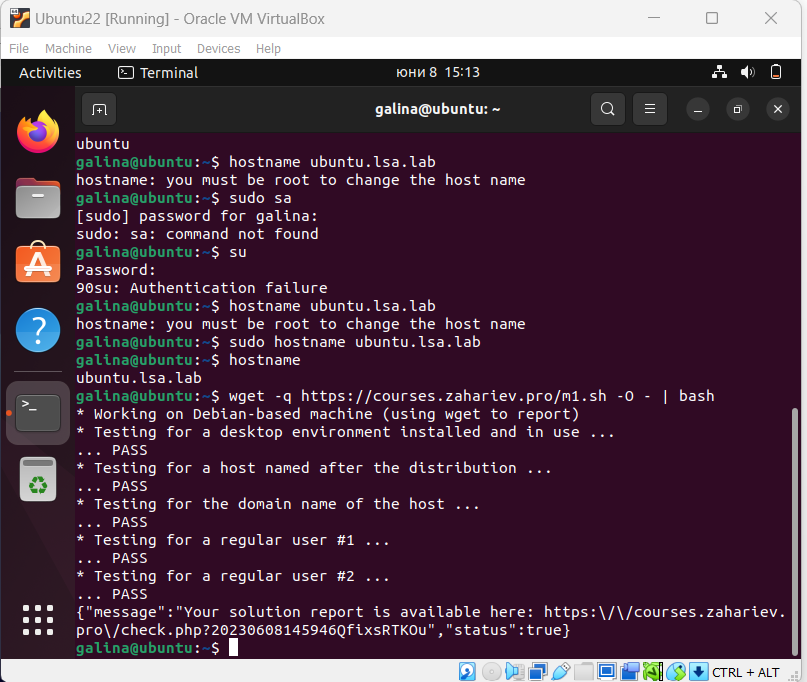 Ubuntu22 [Running] - Oracle VM VirtualBox
File Machine View Input Devices Help
Activities Terminal юни 8 15:13
galina@ubuntu: ~
ubuntu
galina@ubuntu:~$ hostname ubuntu.lsa.lab
hostname: you must be root to change the host name
galina@ubuntu:~$ sudo sa
[sudo] password for galina:
sudo: sa: command not found
galina@ubuntu:~$ su
Password:
90su: Authentication failure
galina@ubuntu:~$ hostname ubuntu.lsa.lab
hostname: you must be root to change the host name
galina@ubuntu:~$ sudo hostname ubuntu.lsa.lab
galina@ubuntu:~$ hostname
ubuntu.lsa.lab
galina@ubuntu:~$ wget -q https://courses.zahariev.pro/m1.sh -O - | bash
* Working on Debian-based machine (using wget to report)
* Testing for a desktop environment installed and in use ...
... PASS
* Testing for a host named after the distribution ...
... PASS
* Testing for the domain name of the host ...
... PASS
* Testing for a regular user #1 ...
... PASS
* Testing for a regular user #2 ...
... PASS
{"message":"Your solution report is available here: https:\/\/courses.zahariev.
pro\/check.php?20230608145946QfixsRTKOu","status":true}
galina@ubuntu:~$
CTRL + ALT